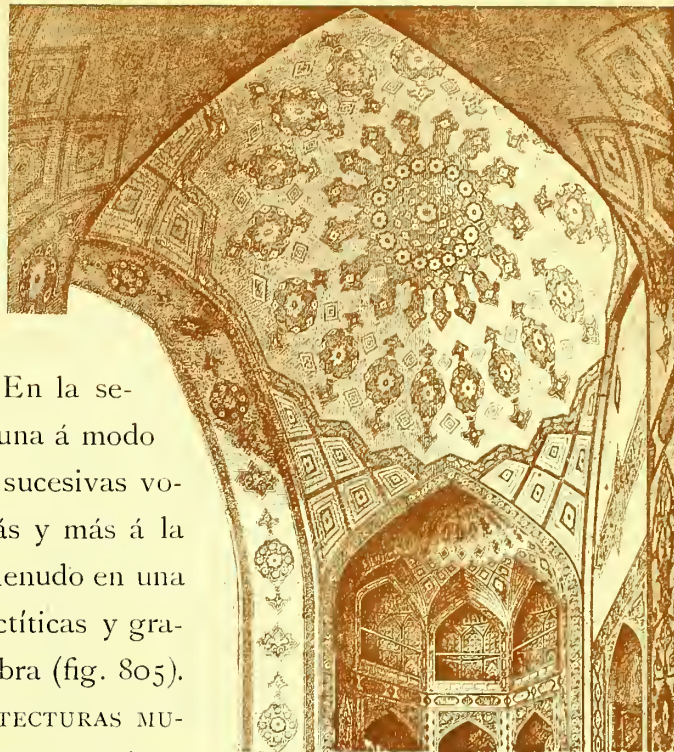 En la se-
una á modo
sucesivas vo-
ás y más á la
enudo en una
ctíticas y gra-
bra (fig. 805).
TECTURAS MU-